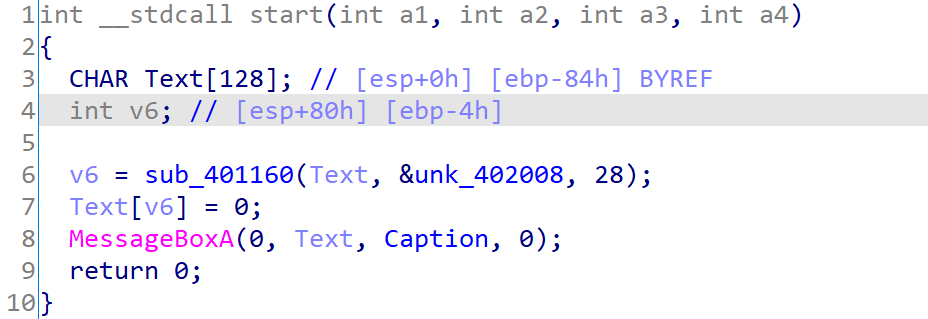 1 int __stdcall start(int a1, int a2, int a3, int a4)
2 {
3   CHAR Text[128]; // [esp+0h] [ebp-84h] BYREF
4   int v6; // [esp+80h] [ebp-4h]
5
6   v6 = sub_401160(Text, &unk_402008, 28);
7   Text[v6] = 0;
8   MessageBoxA(0, Text, Caption, 0);
9   return 0;
10 }